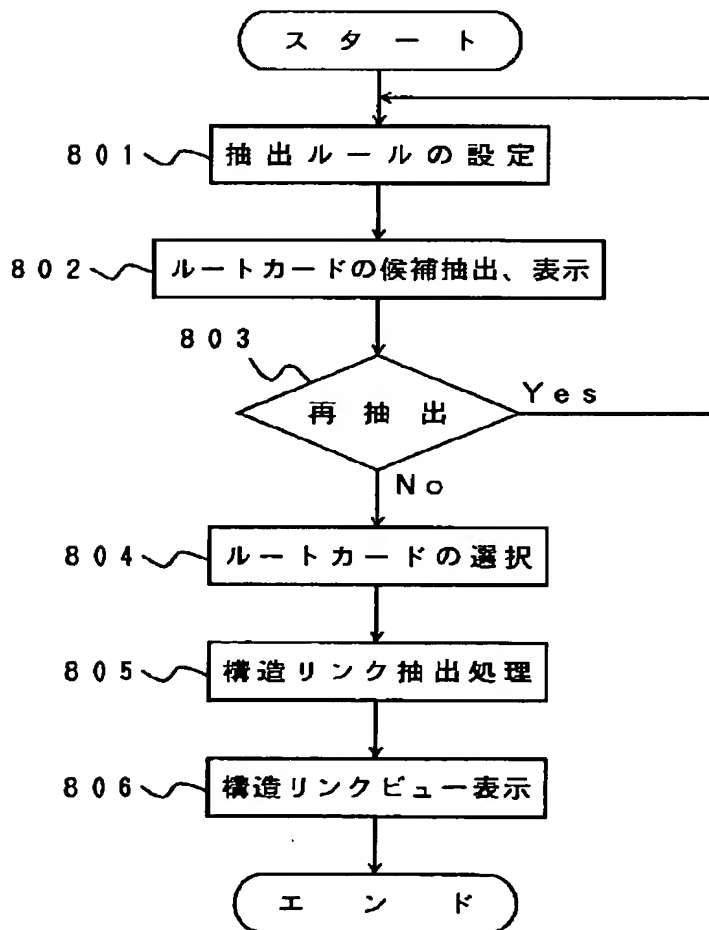 スタート
801 抽出ルールの設定
802 ルートカードの候補抽出、表示
803
再抽出
Yes
No
804 ルートカードの選択
805 構造リンク抽出処理
806 構造リンクビュー表示
エンド